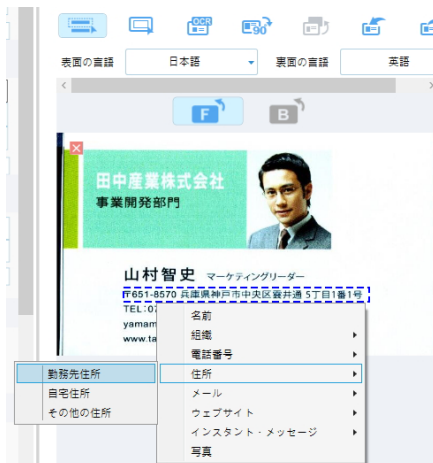 OCR
90
表面の言語
日本語
裏面の言語
英語
F
B
田中産業株式会社
事業開発部門
山村智史 マーケティングリーダー
〒651-8570 兵庫県神戸市中央区雲井通 5丁目1番1号
TEL:07
yamam
www.ta
名前
組織
電話番号
住所
メール
ウェブサイト
インスタント・メッセージ
写真
勤務先住所
自宅住所
その他の住所